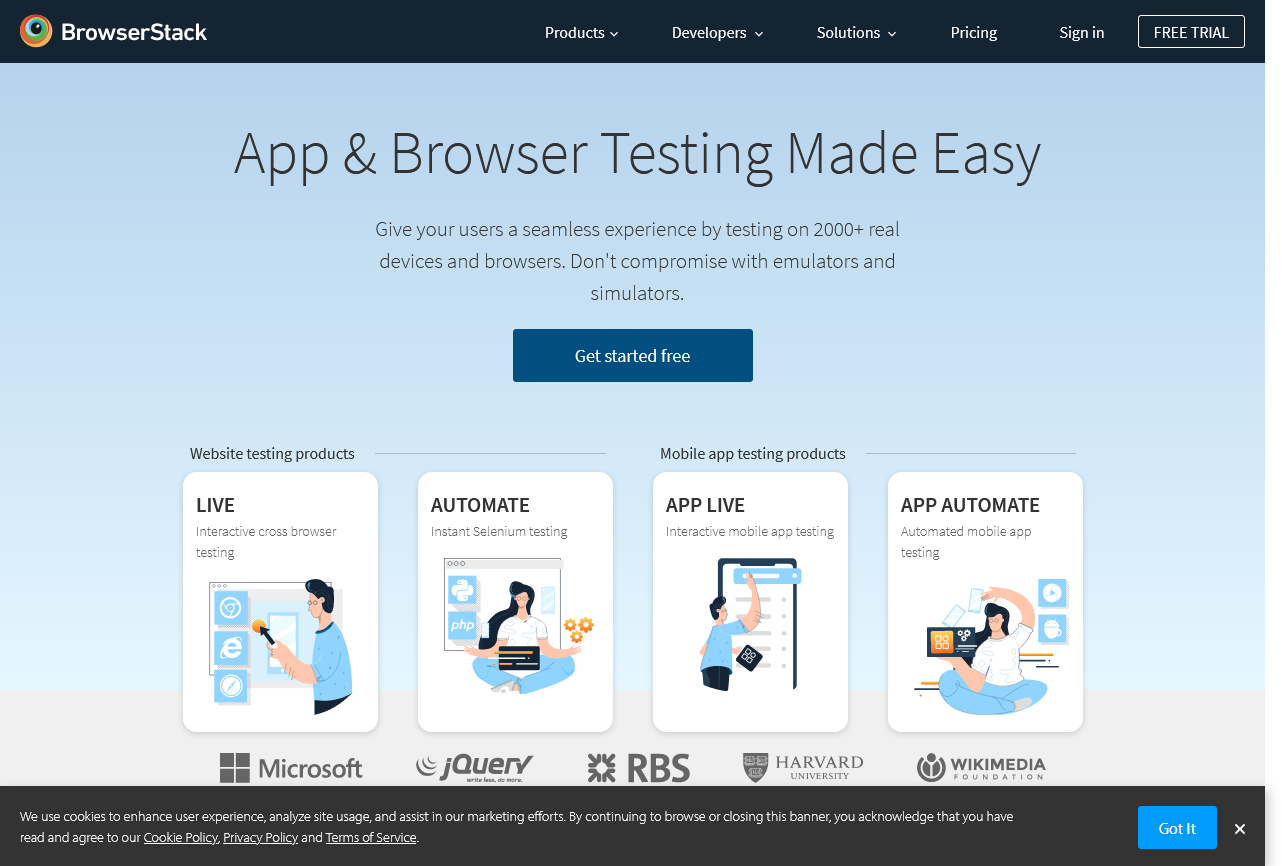 BrowserStack
Products
Developers
Solutions
Pricing
Sign in
FREE TRIAL
App & Browser Testing Made Easy
Give your users a seamless experience by testing on 2000+ real
devices and browsers. Don't compromise with emulators and
simulators.
Get started free
Website testing products
Mobile app testing products
LIVE
Interactive cross browser
testing
AUTOMATE
Instant Selenium testing
php
APP LIVE
Interactive mobile app testing
APP AUTOMATE
Automated mobile app
testing
Microsoft
jQuery
write less, do more.
RBS
HARVARD
UNIVERSITY
WIKIMEDIA
FOUNDATION
We use cookies to enhance user experience, analyze site usage, and assist in our marketing efforts. By continuing to browse or closing this banner, you acknowledge that you have
read and agree to our Cookie Policy, Privacy Policy and Terms of Service.
Got It